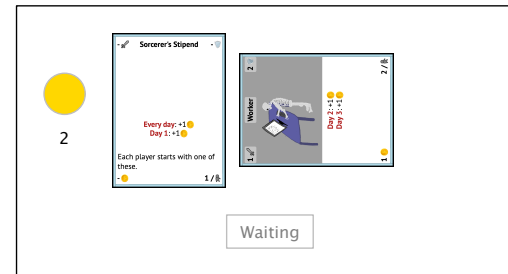 - Sorcerer's Stipend -
Every day: +1
Day 1: +1
Each player starts with one of
these.
- 1 /
1 Worker 2
Day 2: +1
Day 3: +1
1 2 /
2
Waiting